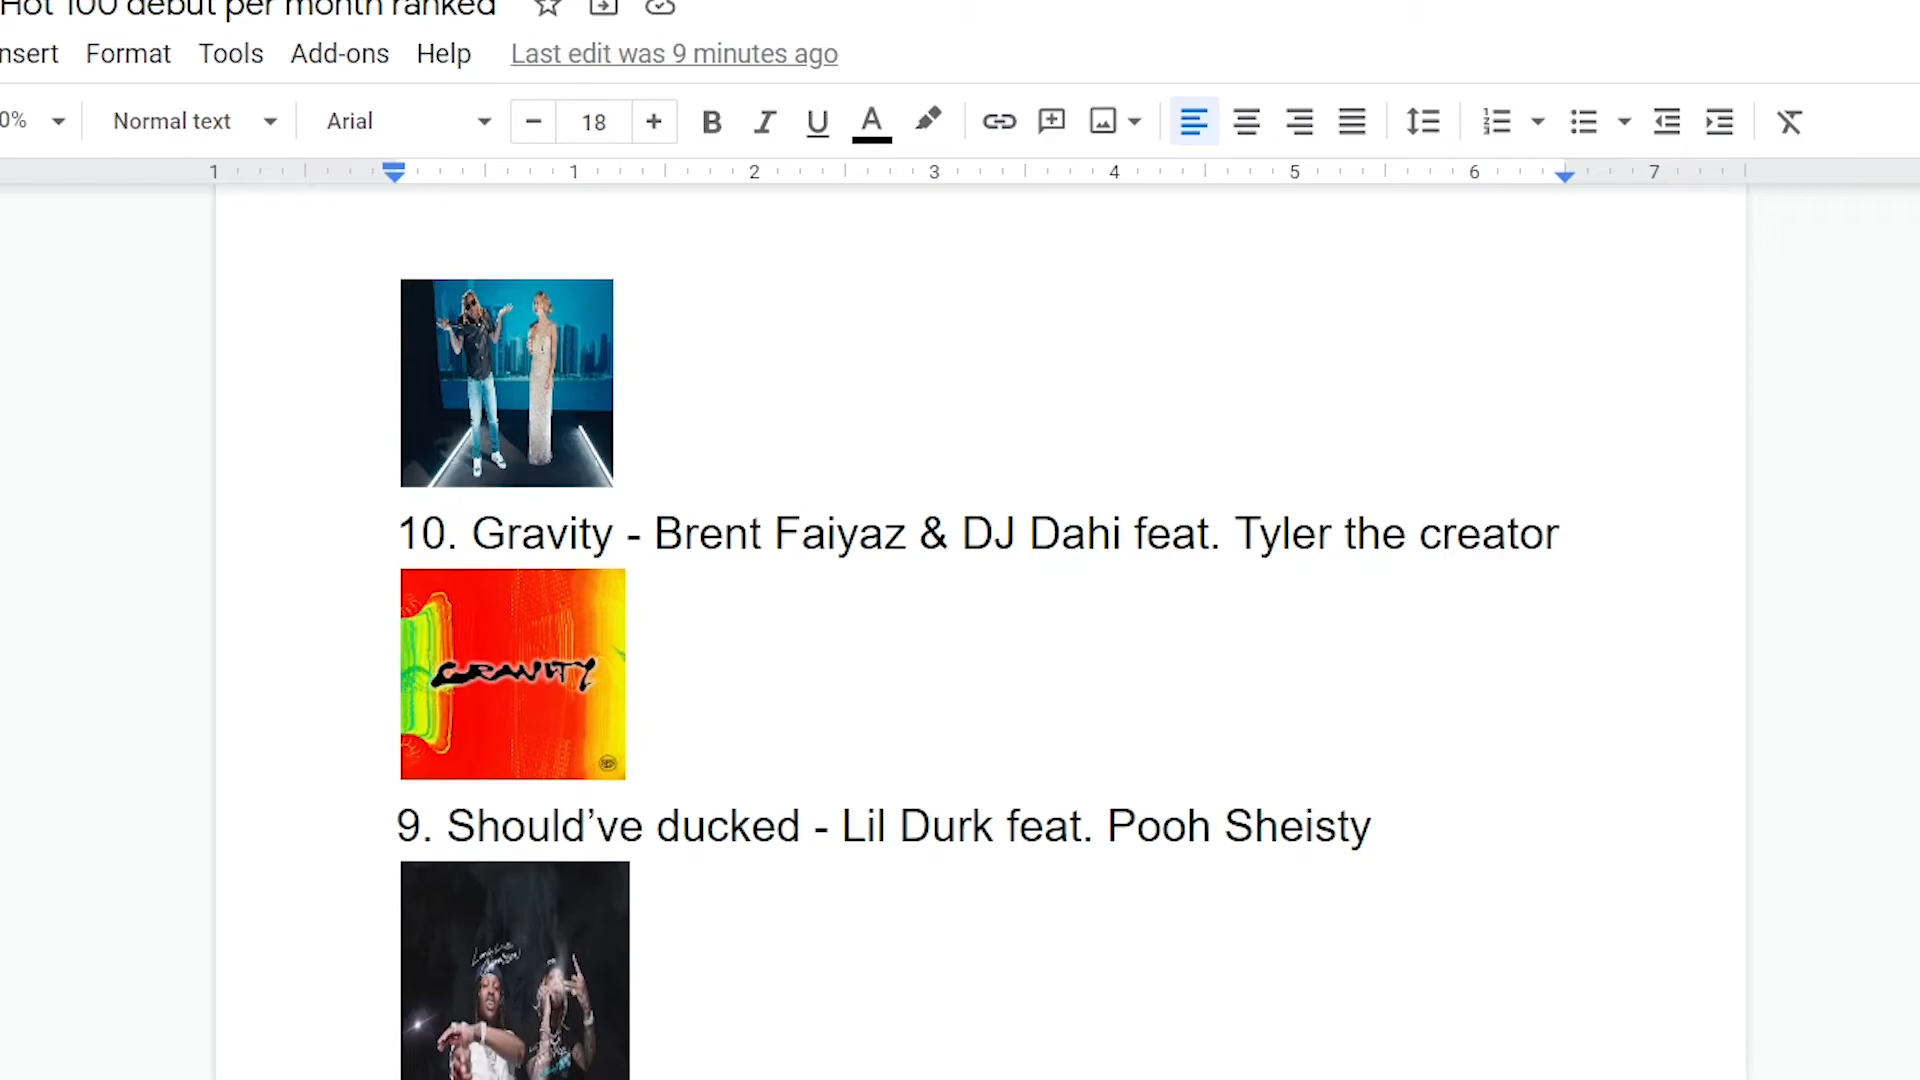 Hot 100 debut per month ranked
nsert Format Tools Add-ons Help Last edit was 9 minutes ago
0% Normal text Arial 18
1 1 2 3 4 5 6 7
10. Gravity - Brent Faiyaz & DJ Dahi feat. Tyler the creator
GRAVITY
9. Should’ve ducked - Lil Durk feat. Pooh Sheisty